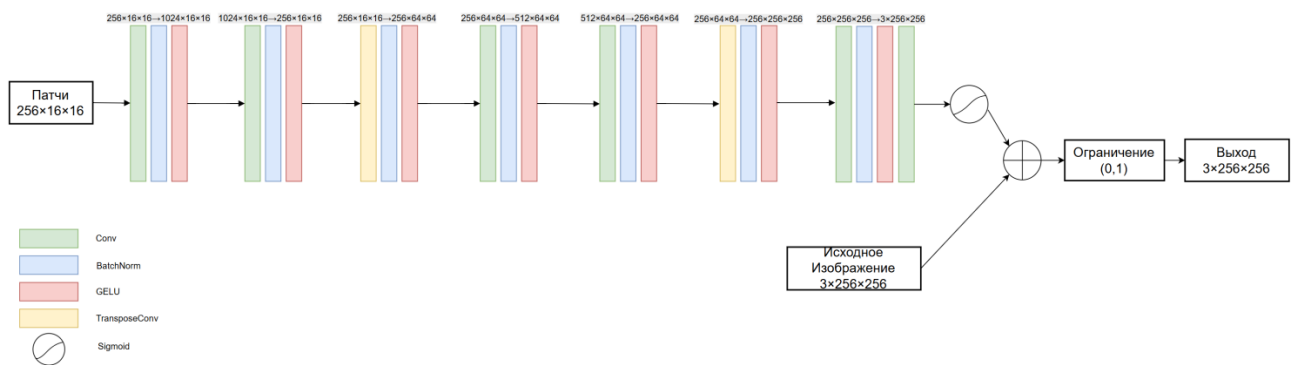 256×16×16→1024×16×16
1024×16×16→256×16×16
256×16×16→256×64×64
256×64×64→512×64×64
512×64×64→256×64×64
256×64×64→256×256×256
256×256×256→3×256×256
Патчи
256×16×16
Ограничение
(0,1)
Выход
3×256×256
Исходное
Изображение
3×256×256
Conv
BatchNorm
GELU
TransposeConv
Sigmoid